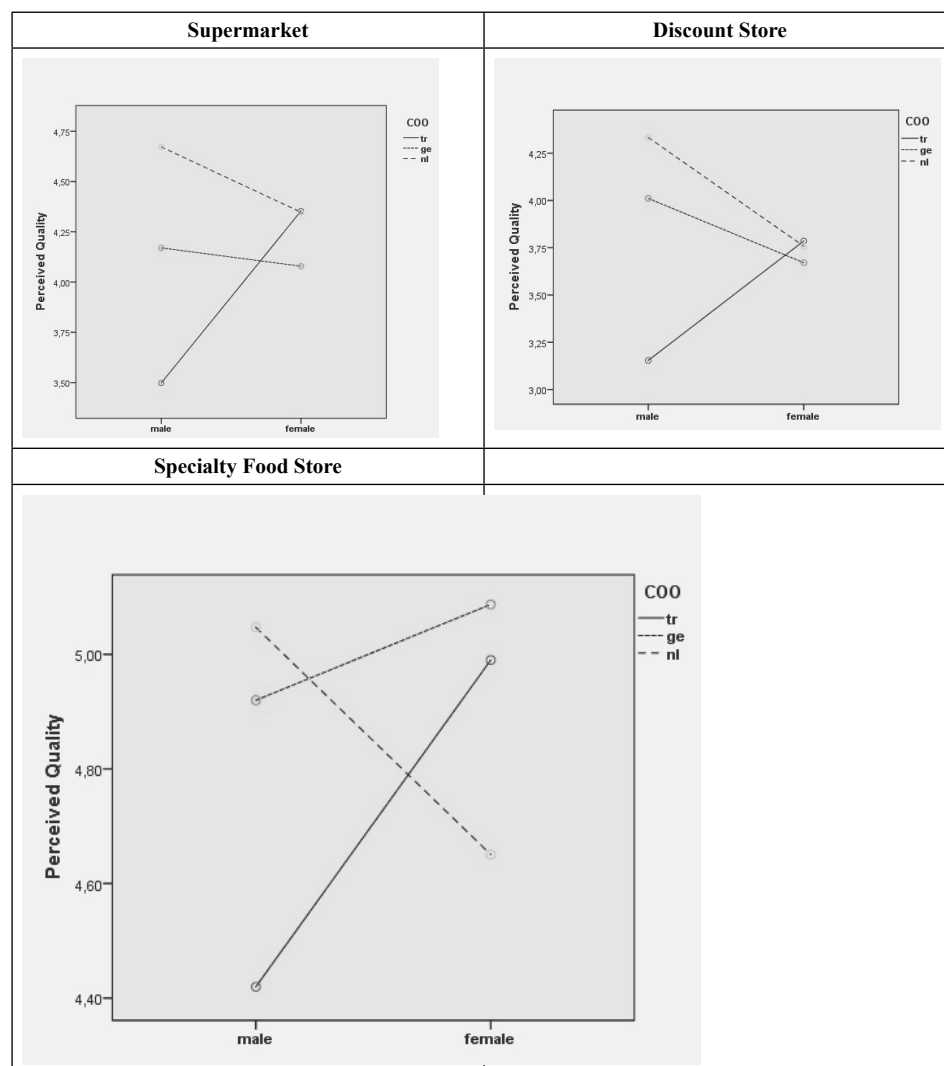 Supermarket
Discount Store
Perceived Quality
4,75
4,50
4,25
4,00
3,75
3,50
male
female
COO
tr
ge
nl
Perceived Quality
4,25
4,00
3,75
3,50
3,25
3,00
male
female
COO
tr
ge
nl
Specialty Food Store
Perceived Quality
5,00
4,80
4,60
4,40
male
female
COO
tr
ge
nl